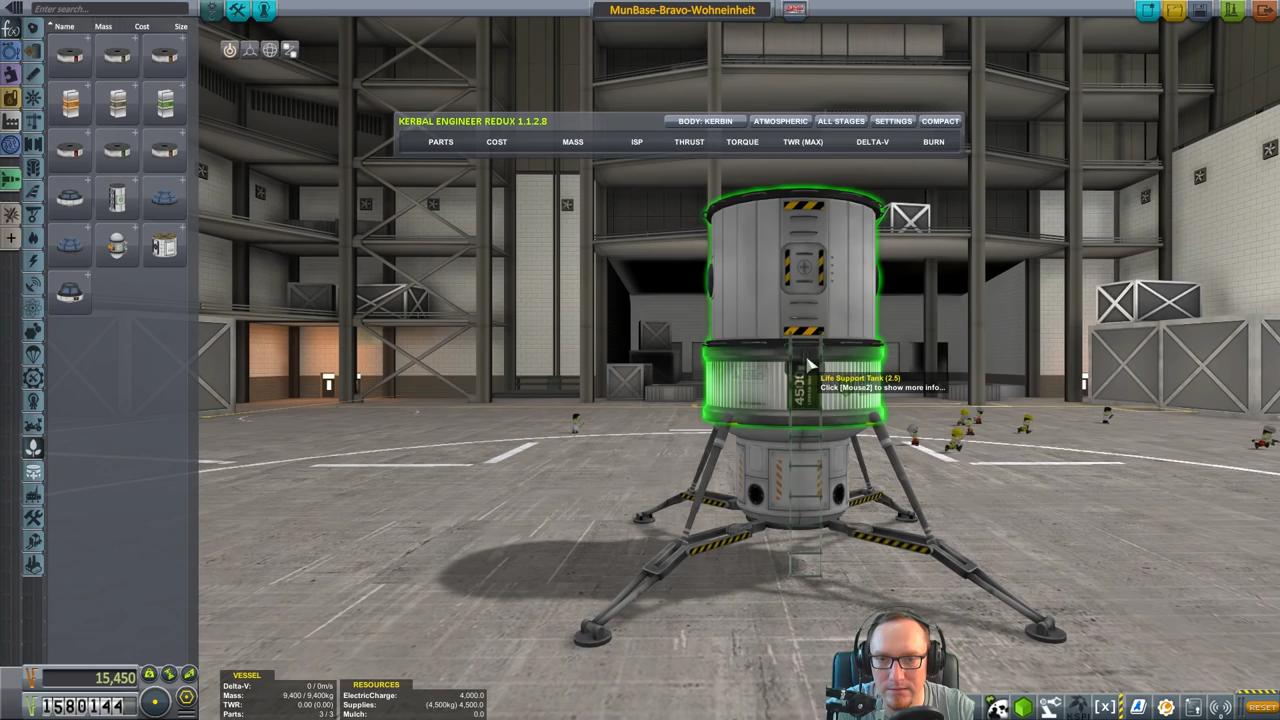 Enter search...
MunBase-Bravo-Wohneinheit
Name Mass Cost Size
KERBAL ENGINEER REDUX 1.1.2.8
BODY: KERBIN ATMOSPHERIC ALL STAGES SETTINGS COMPACT
PARTS COST MASS ISP THRUST TORQUE TWR (MAX) DELTA-V BURN
4500
Life Support Tank (2.5)
Click [Mouse2] to show more info...
15,450
1580144
VESSEL
Delta-V: 0 / 0m/s
Mass: 9,400 / 9,400kg
TWR: 0.00 (0.00)
Parts: 3 / 3
RESOURCES
ElectricCharge: 4,000.0
Supplies: (4,500kg) 4,500.0
Mulch: 0.0
RESET